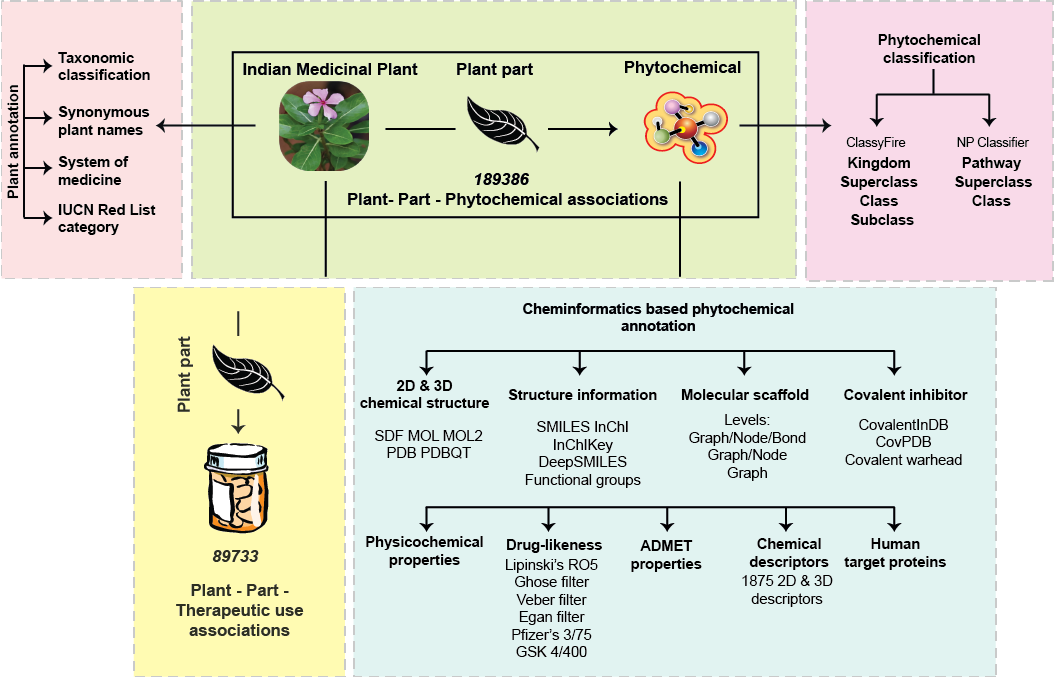 Plant annotation
Taxonomic
classification
Synonymous
plant names
System of
medicine
IUCN Red List
category
Indian Medicinal Plant
Plant part
Phytochemical
189386
Plant- Part - Phytochemical associations
Phytochemical
classification
ClassyFire
Kingdom
Superclass
Class
Subclass
NP Classifier
Pathway
Superclass
Class
Plant part
89733
Plant - Part -
Therapeutic use
associations
Cheminformatics based phytochemical
annotation
2D & 3D
chemical structure
SDF MOL MOL2
PDB PDBQT
Structure information
SMILES InChI
InChIKey
DeepSMILES
Functional groups
Molecular scaffold
Levels:
Graph/Node/Bond
Graph/Node
Graph
Covalent inhibitor
CovalentInDB
CovPDB
Covalent warhead
Physicochemical
properties
Drug-likeness
Lipinski's RO5
Ghose filter
Veber filter
Egan filter
Pfizer's 3/75
GSK 4/400
ADMET
properties
Chemical
descriptors
1875 2D & 3D
descriptors
Human
target proteins